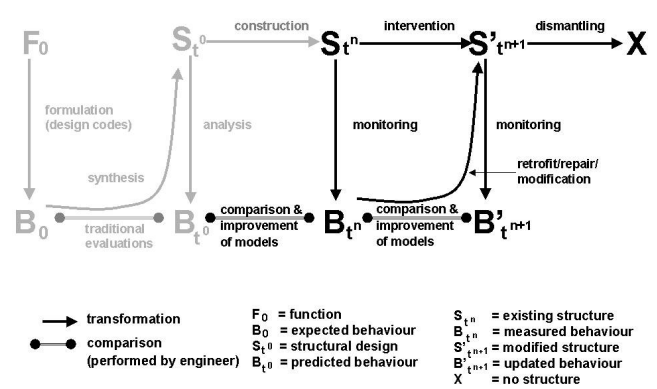 F0 St0 construction Stn intervention S't n+1 dismantling X
formulation
(design codes)
analysis
monitoring
monitoring
synthesis
retrofit/repair/
modification
B0 traditional
evaluations
Bt0 comparison &
improvement
of models
Btn comparison &
improvement
of models
B't n+1
transformation
comparison
(performed by engineer)
F0 = function
B0 = expected behaviour
St0 = structural design
Bt0 = predicted behaviour
Stn = existing structure
Btn = measured behaviour
S't n+1 = modified structure
B't n+1 = updated behaviour
X = no structure